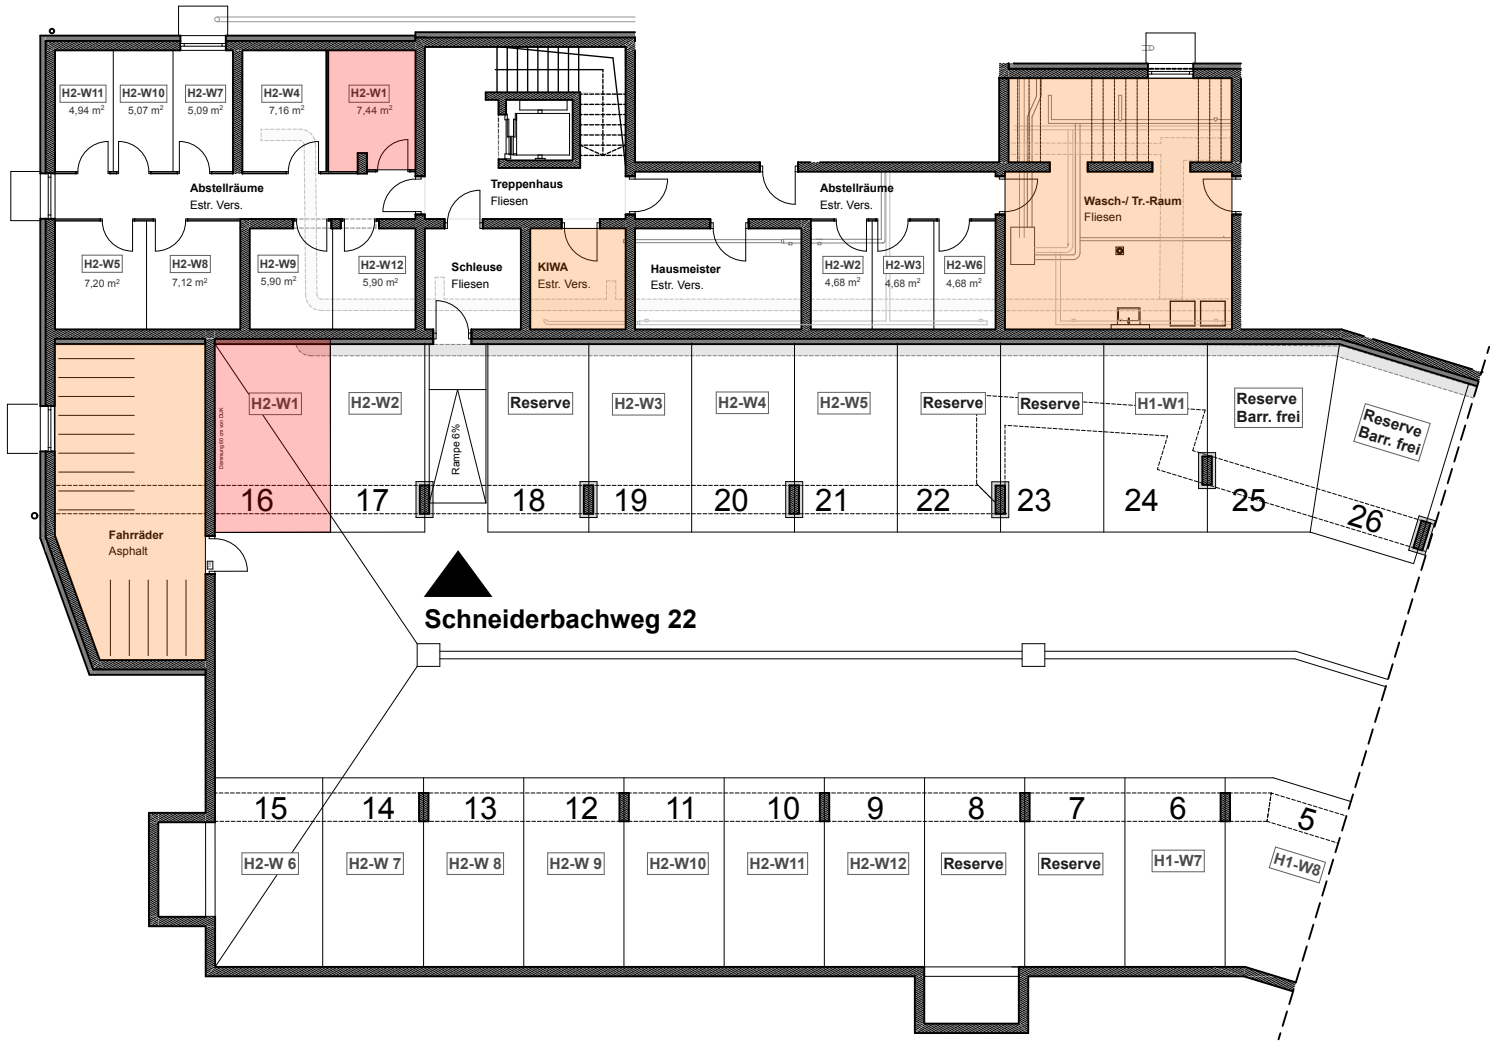 H2-W11
4,94 m²
H2-W10
5,07 m²
H2-W7
5,09 m²
H2-W4
7,16 m²
H2-W1
7,44 m²
Abstellräume
Estr. Vers.
Treppenhaus
Fliesen
Abstellräume
Estr. Vers.
Wasch-/ Tr.-Raum
Fliesen
H2-W5
7,20 m²
H2-W8
7,12 m²
H2-W9
5,90 m²
H2-W12
5,90 m²
Schleuse
Fliesen
KIWA
Estr. Vers.
Hausmeister
Estr. Vers.
H2-W2
4,68 m²
H2-W3
4,68 m²
H2-W6
4,68 m²
H2-W1
H2-W2
Reserve
H2-W3
H2-W4
H2-W5
Reserve
Reserve
H1-W1
Reserve
Barr. frei
Reserve
Barr. frei
Dämmung 80 cm von DUK
Rampe 6%
16
17
18
19
20
21
22
23
24
25
26
Fahrräder
Asphalt
Schneiderbachweg 22
15
14
13
12
11
10
9
8
7
6
5
H2-W 6
H2-W 7
H2-W 8
H2-W 9
H2-W10
H2-W11
H2-W12
Reserve
Reserve
H1-W7
H1-W8